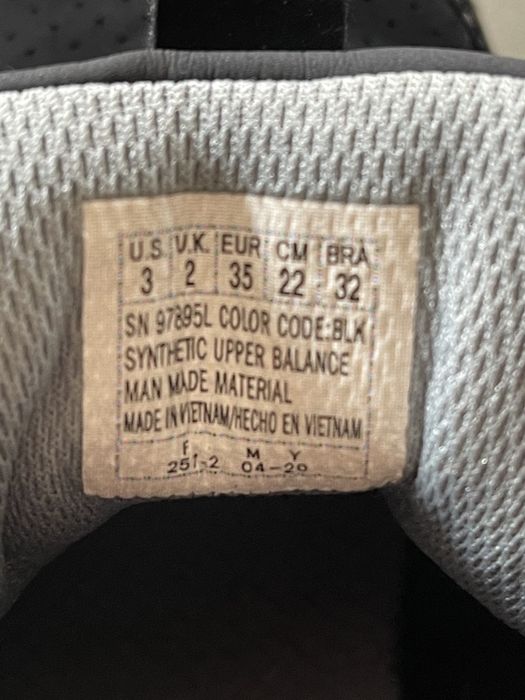 U.S. U.K. EUR CM BRA
3 2 35 22 32
SN 97895L COLOR CODE:BLK
SYNTHETIC UPPER BALANCE
MAN MADE MATERIAL
MADE IN VIETNAM/HECHO EN VIETNAM
F M Y
251-2 04-20